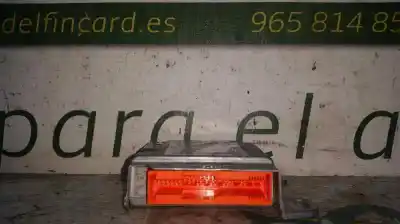 delfincard.es 965 814 85
para el a